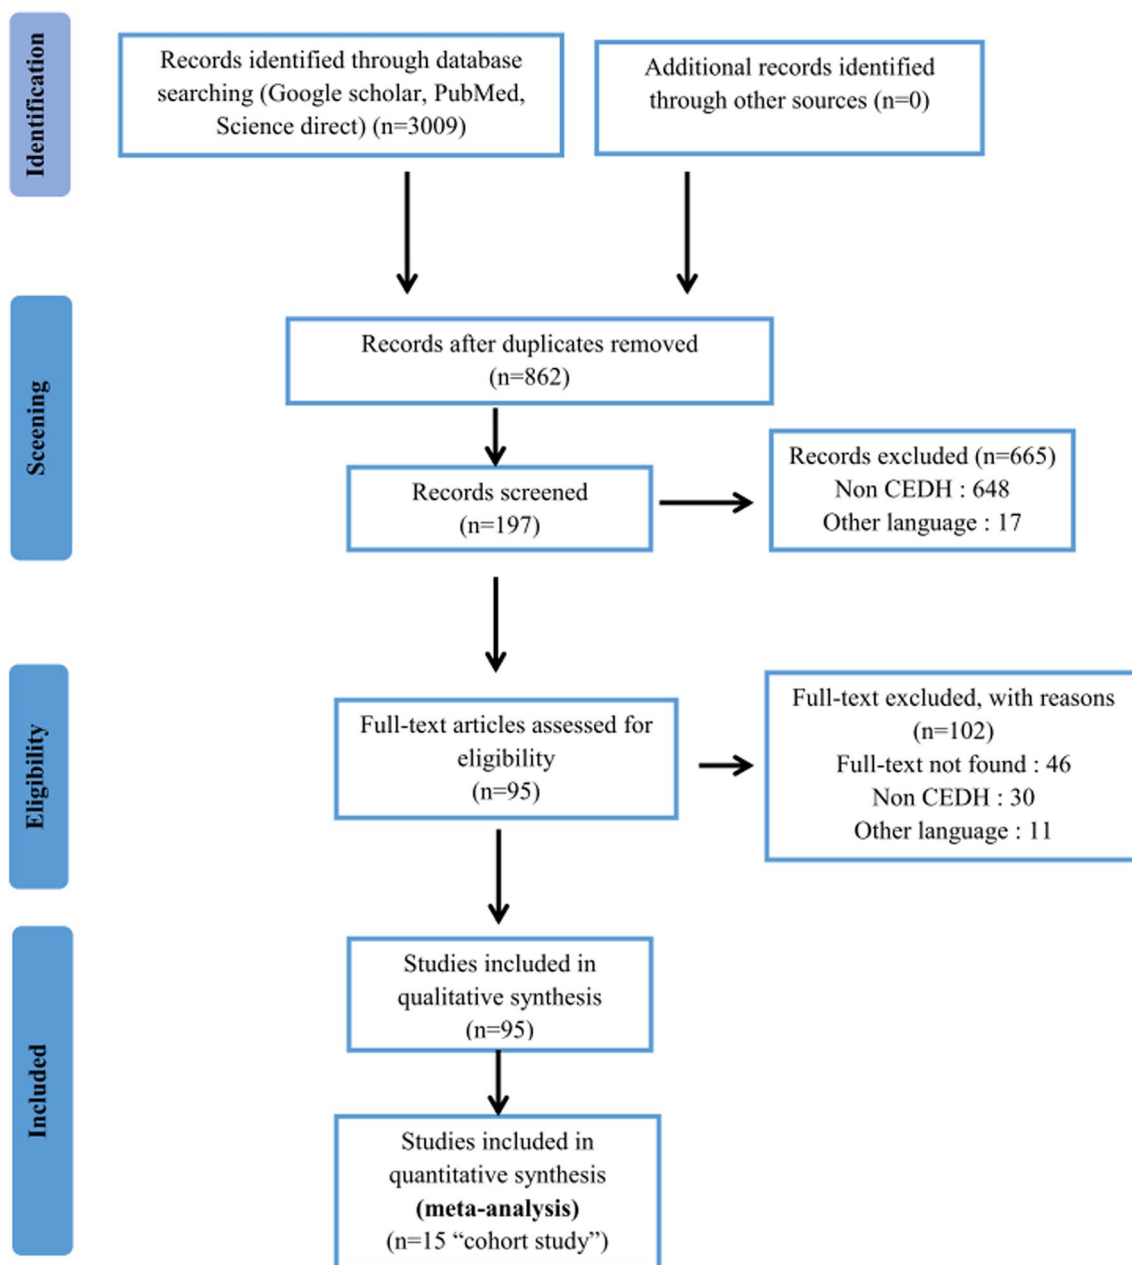 Identification
Records identified through database
searching (Google scholar, PubMed,
Science direct) (n=3009)
Additional records identified
through other sources (n=0)
Sceening
Records after duplicates removed
(n=862)
Records screened
(n=197)
Records excluded (n=665)
Non CEDH : 648
Other language : 17
Eligibility
Full-text articles assessed for
eligibility
(n=95)
Full-text excluded, with reasons
(n=102)
Full-text not found : 46
Non CEDH : 30
Other language : 11
Included
Studies included in
qualitative synthesis
(n=95)
Studies included in
quantitative synthesis
(meta-analysis)
(n=15 “cohort study”)